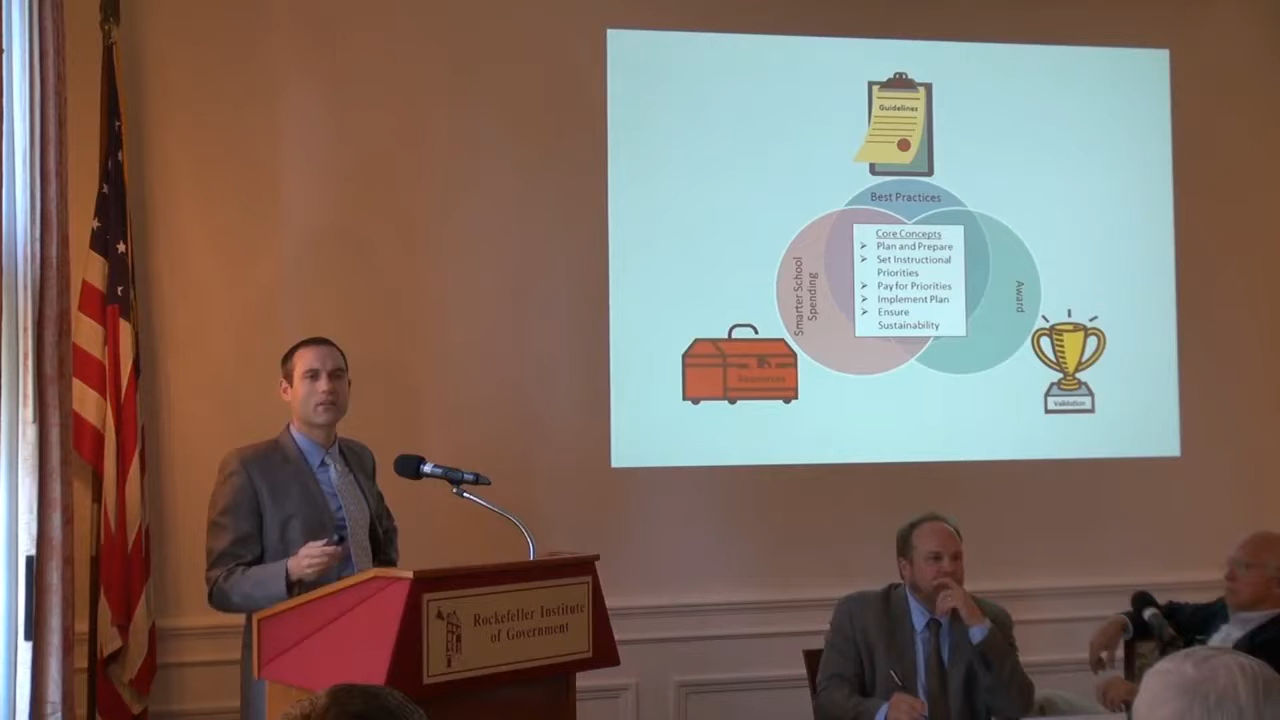 Guidelines
Best Practices
Core Concepts
Plan and Prepare
Set Instructional
Priorities
Pay for Priorities
Implement Plan
Ensure
Sustainability
Smarter School
Spending
Award
Resources
Validation
Rockefeller Institute
of Government